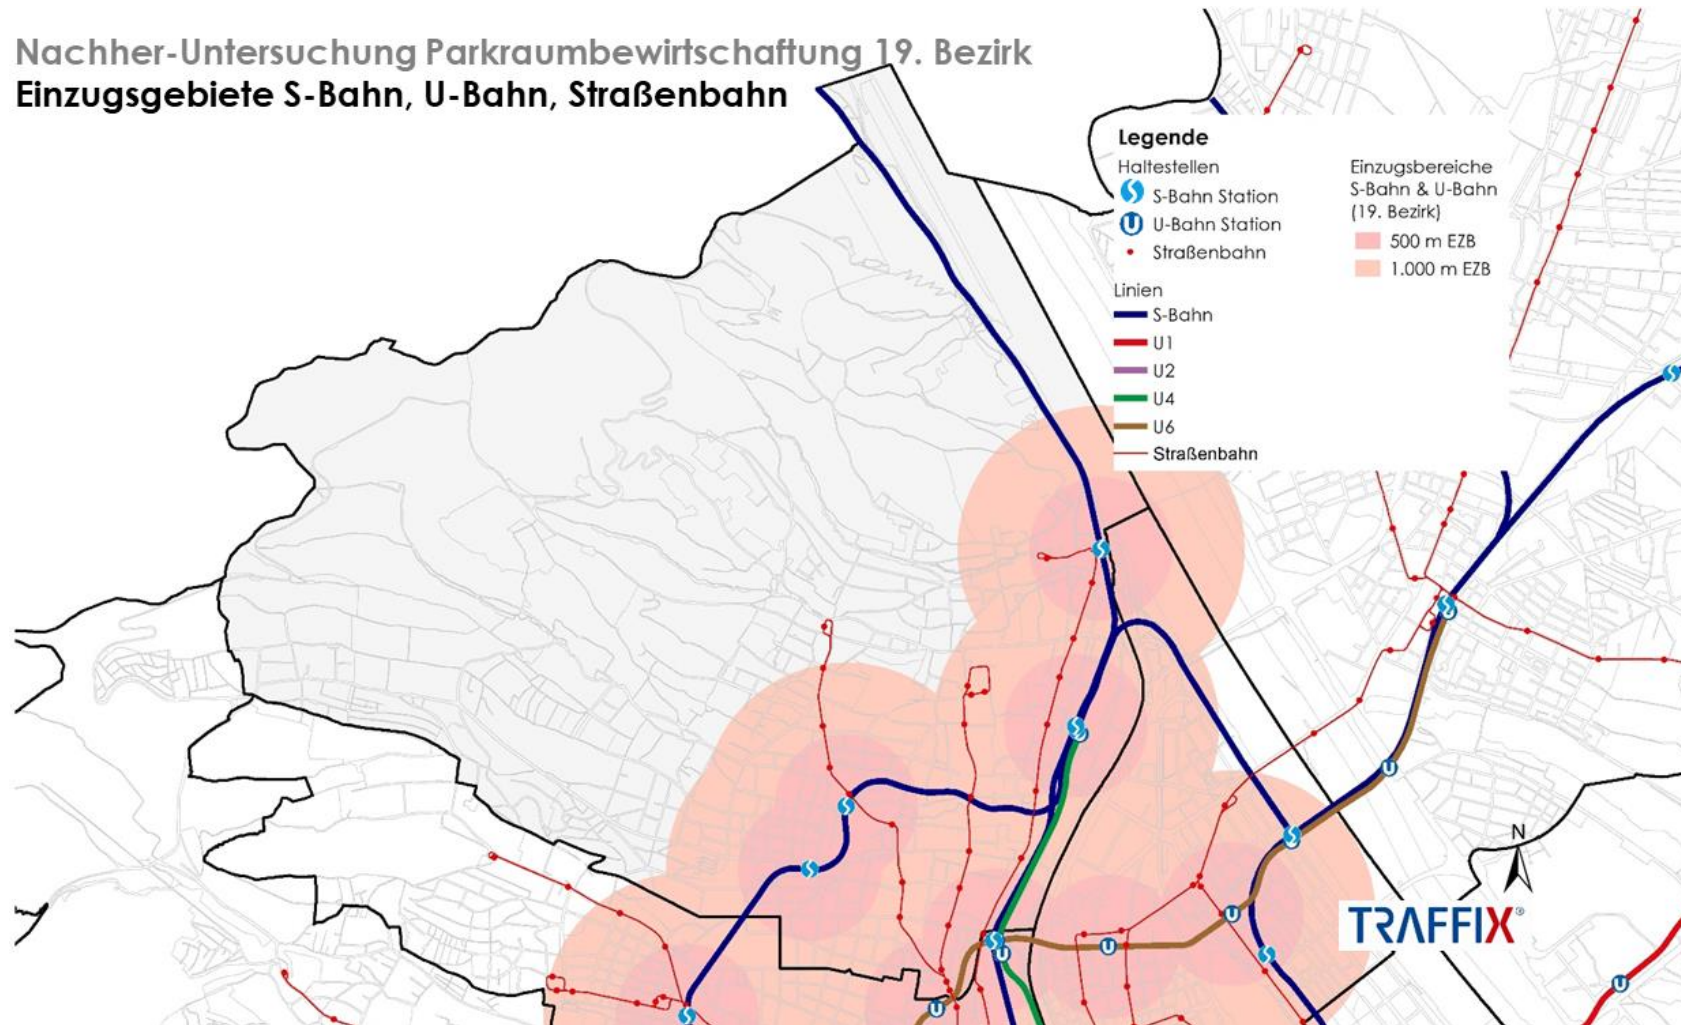 Nachher-Untersuchung Parkraumbewirtschaftung 19. Bezirk
Einzugsgebiete S-Bahn, U-Bahn, Straßenbahn
Legende
Haltestellen
S-Bahn Station
U-Bahn Station
Straßenbahn
Linien
S-Bahn
U1
U2
U4
U6
Straßenbahn
Einzugsbereiche
S-Bahn & U-Bahn
(19. Bezirk)
500 m EZB
1.000 m EZB
N
TRAFFIX®